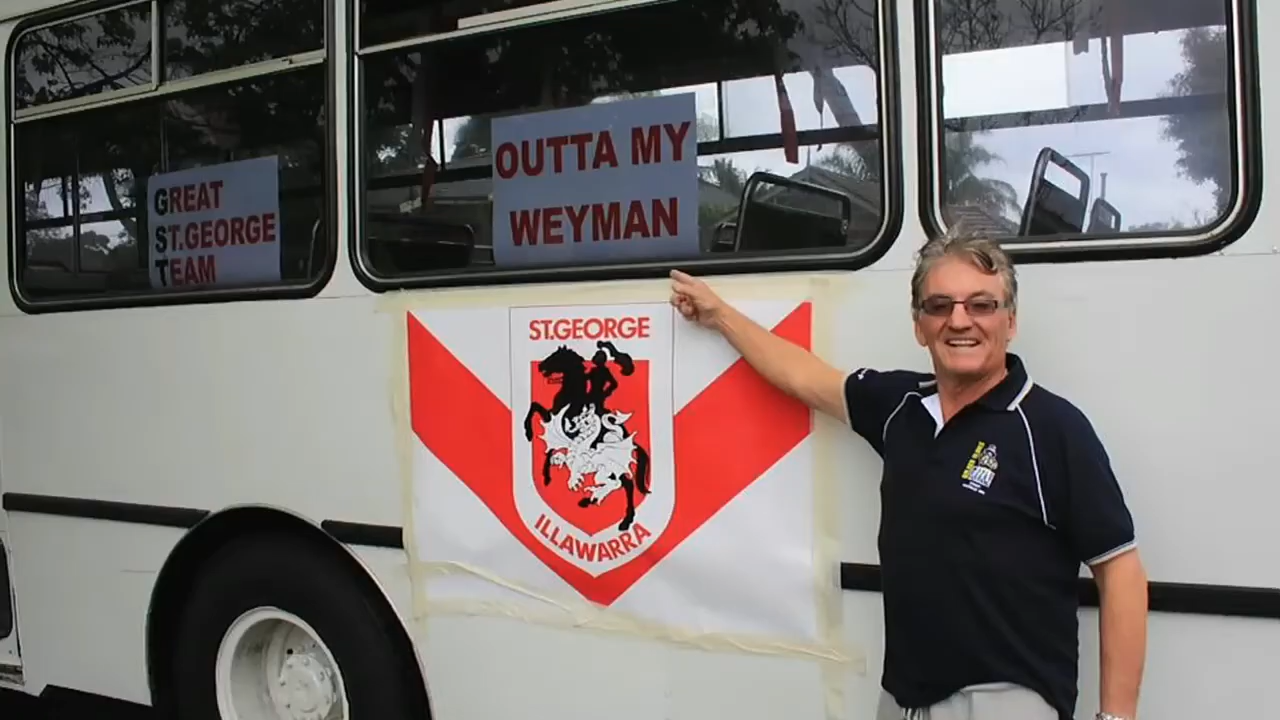 GREAT
ST.GEORGE
TEAM
OUTTA MY
WEYMAN
ST.GEORGE
ILLAWARRA